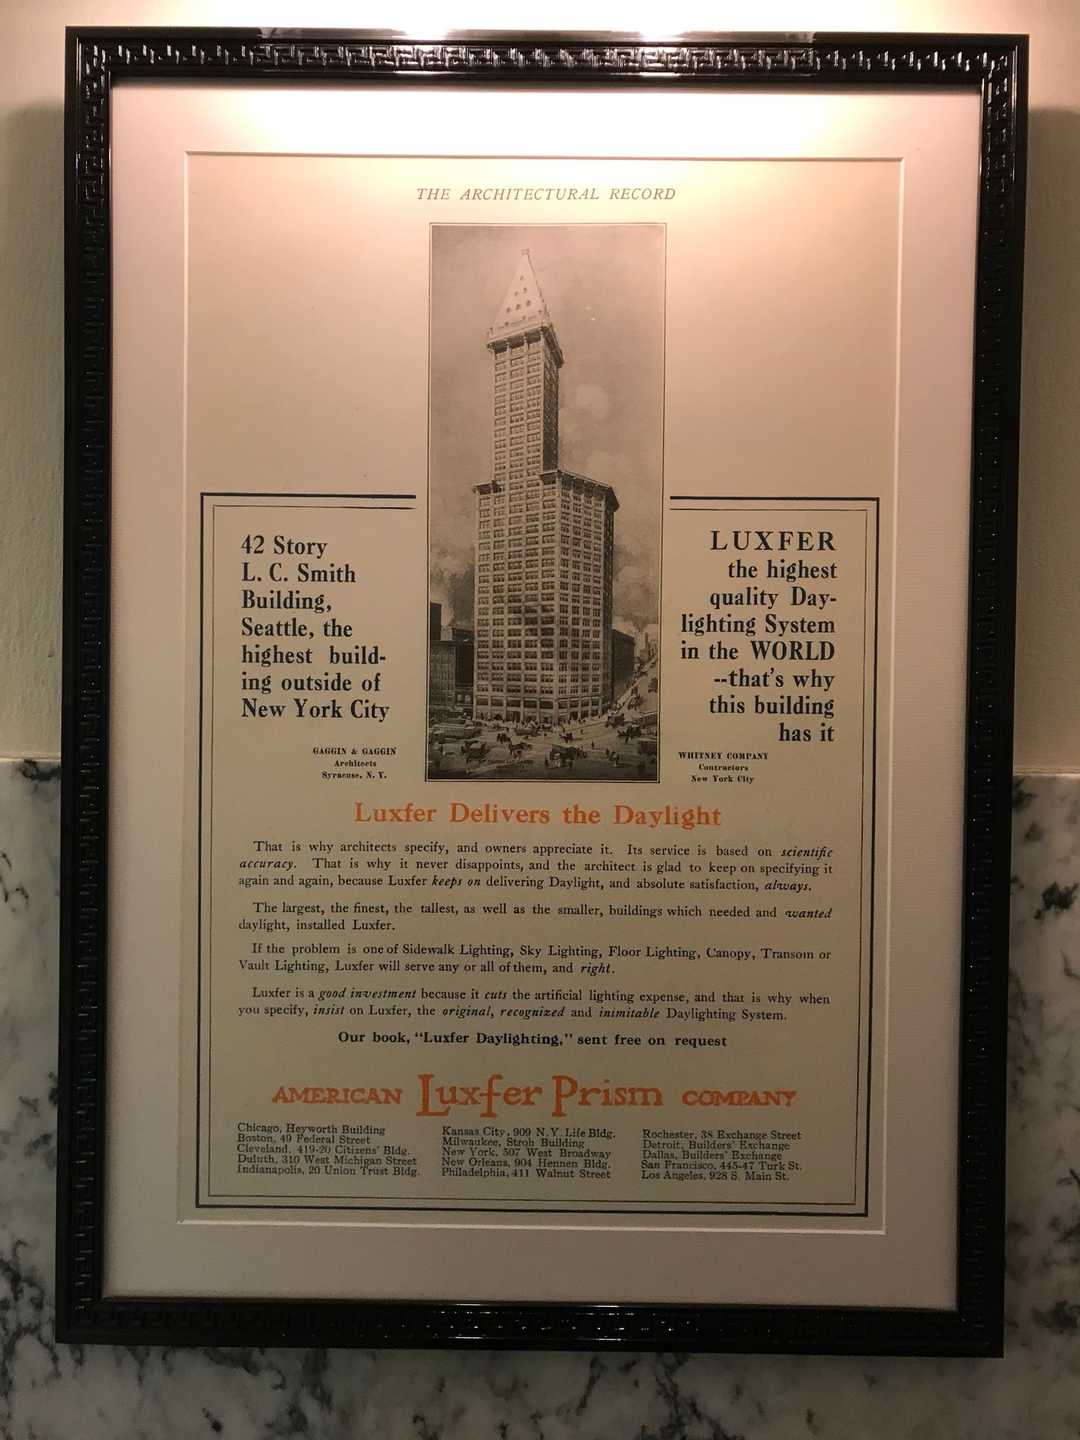 THE ARCHITECTURAL RECORD
42 Story
L. C. Smith
Building,
Seattle, the
highest build-
ing outside of
New York City
GAGGIN & GAGGIN
Architects
Syracuse, N. Y.
LUXFER
the highest
quality Day-
lighting System
in the WORLD
--that's why
this building
has it
WHITNEY COMPANY
Contractors
New York City
Luxfer Delivers the Daylight
That is why architects specify, and owners appreciate it. Its service is based on scientific
accuracy. That is why it never disappoints, and the architect is glad to keep on specifying it
again and again, because Luxfer keeps on delivering Daylight, and absolute satisfaction, always.
The largest, the finest, the tallest, as well as the smaller, buildings which needed and wanted
daylight, installed Luxfer.
If the problem is one of Sidewalk Lighting, Sky Lighting, Floor Lighting, Canopy, Transom or
Vault Lighting, Luxfer will serve any or all of them, and right.
Luxfer is a good investment because it cuts the artificial lighting expense, and that is why when
you specify, insist on Luxfer, the original, recognized and inimitable Daylighting System.
Our book, "Luxfer Daylighting," sent free on request
AMERICAN Luxfer Prism COMPANY
Chicago, Heyworth Building
Boston, 49 Federal Street
Cleveland, 419-20 Citizens' Bldg.
Duluth, 310 West Michigan Street
Indianapolis, 20 Union Trust Bldg.
Kansas City, 909 N.Y. Life Bldg.
Milwaukee, Stroh Building
New York, 507 West Broadway
New Orleans, 904 Hennen Bldg.
Philadelphia, 411 Walnut Street
Rochester, 38 Exchange Street
Detroit, Builders' Exchange
Dallas, Builders' Exchange
San Francisco, 445-47 Turk St.
Los Angeles, 928 S. Main St.